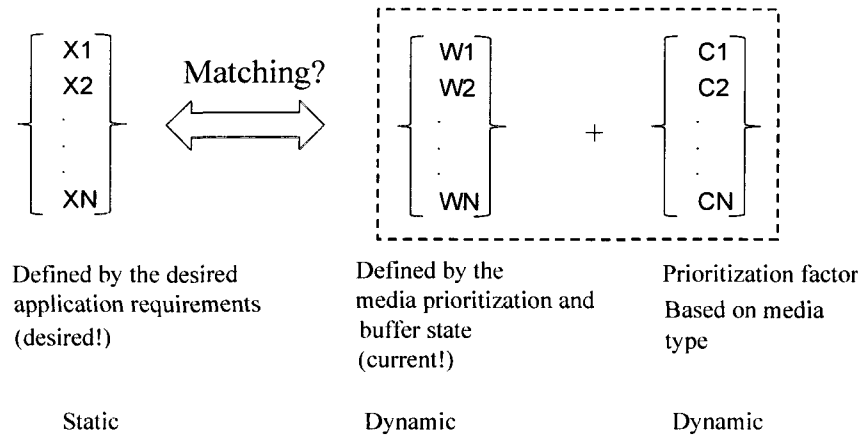 X1
X2
.
.
XN
Matching?
W1
W2
.
.
WN
+
C1
C2
.
.
CN
Defined by the desired
application requirements
(desired!)
Defined by the
media prioritization and
buffer state
(current!)
Prioritization factor
Based on media
type
Static
Dynamic
Dynamic